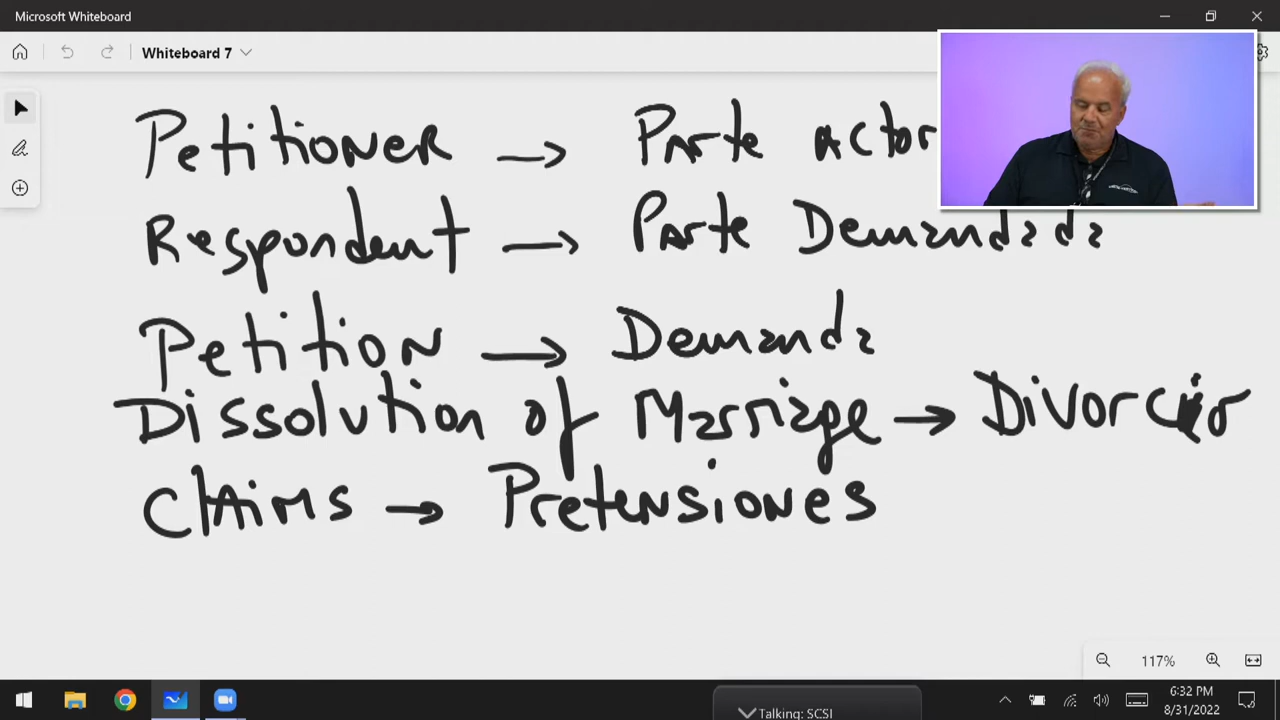 Microsoft Whiteboard
Whiteboard 7
Petitioner → Parte actor
Respondent → Parte Demandada
Petition → Demanda
Dissolution of Marriage → Divorcio
Claims → Pretensiones
117%
Talking: SCSI
6:32 PM
8/31/2022